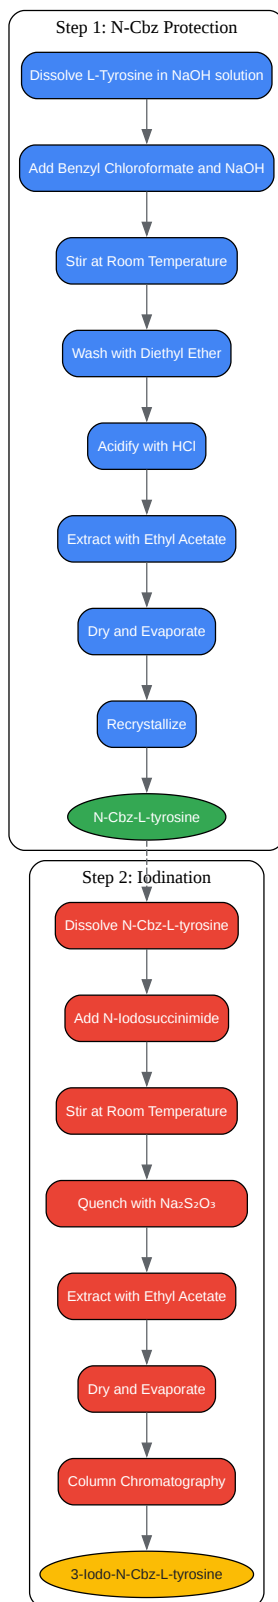 Step 1: N-Cbz Protection
Dissolve L-Tyrosine in NaOH solution
Add Benzyl Chloroformate and NaOH
Stir at Room Temperature
Wash with Diethyl Ether
Acidify with HCl
Extract with Ethyl Acetate
Dry and Evaporate
Recrystallize
N-Cbz-L-tyrosine
Step 2: Iodination
Dissolve N-Cbz-L-tyrosine
Add N-Iodosuccinimide
Stir at Room Temperature
Quench with Na₂S₂O₃
Extract with Ethyl Acetate
Dry and Evaporate
Column Chromatography
3-Iodo-N-Cbz-L-tyrosine